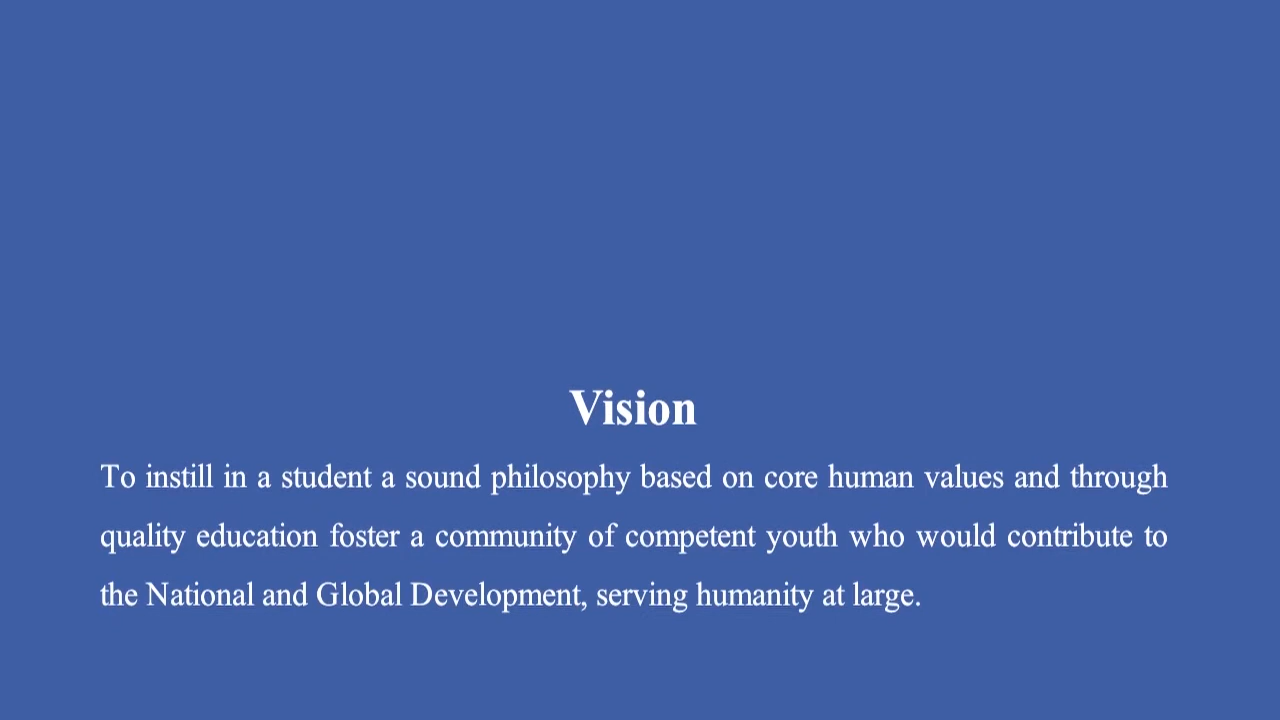 Vision
To instill in a student a sound philosophy based on core human values and through
quality education foster a community of competent youth who would contribute to
the National and Global Development, serving humanity at large.